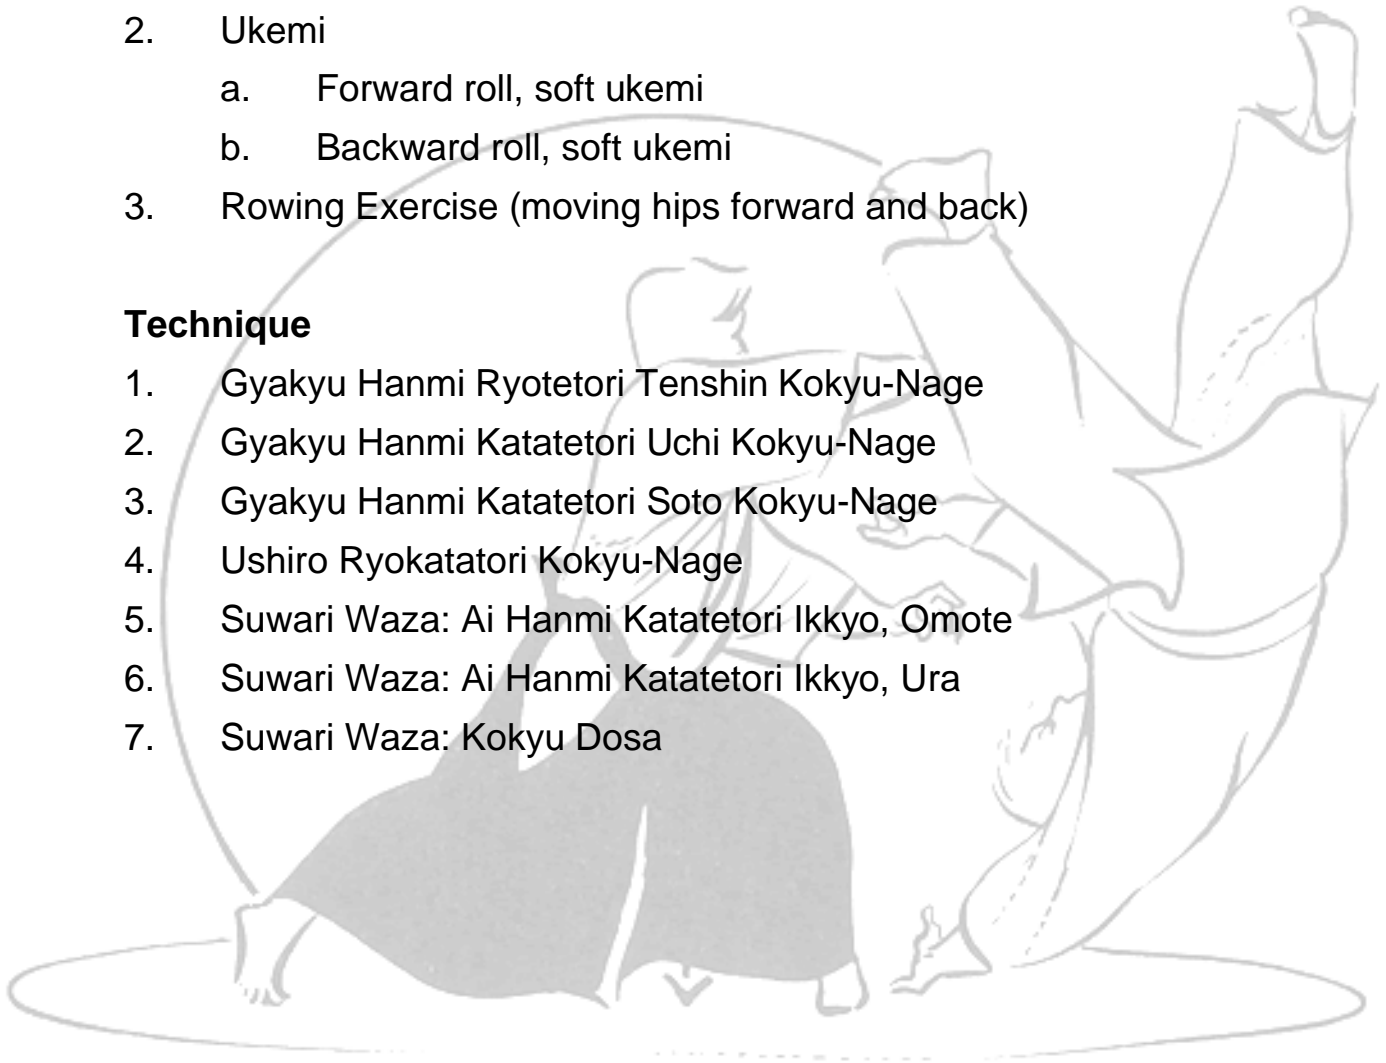 2. Ukemi
a. Forward roll, soft ukemi
b. Backward roll, soft ukemi
3. Rowing Exercise (moving hips forward and back)
Technique
1. Gyakyu Hanmi Ryotetori Tenshin Kokyu-Nage
2. Gyakyu Hanmi Katatetori Uchi Kokyu-Nage
3. Gyakyu Hanmi Katatetori Soto Kokyu-Nage
4. Ushiro Ryokatatori Kokyu-Nage
5. Suwari Waza: Ai Hanmi Katatetori Ikkyo, Omote
6. Suwari Waza: Ai Hanmi Katatetori Ikkyo, Ura
7. Suwari Waza: Kokyu Dosa